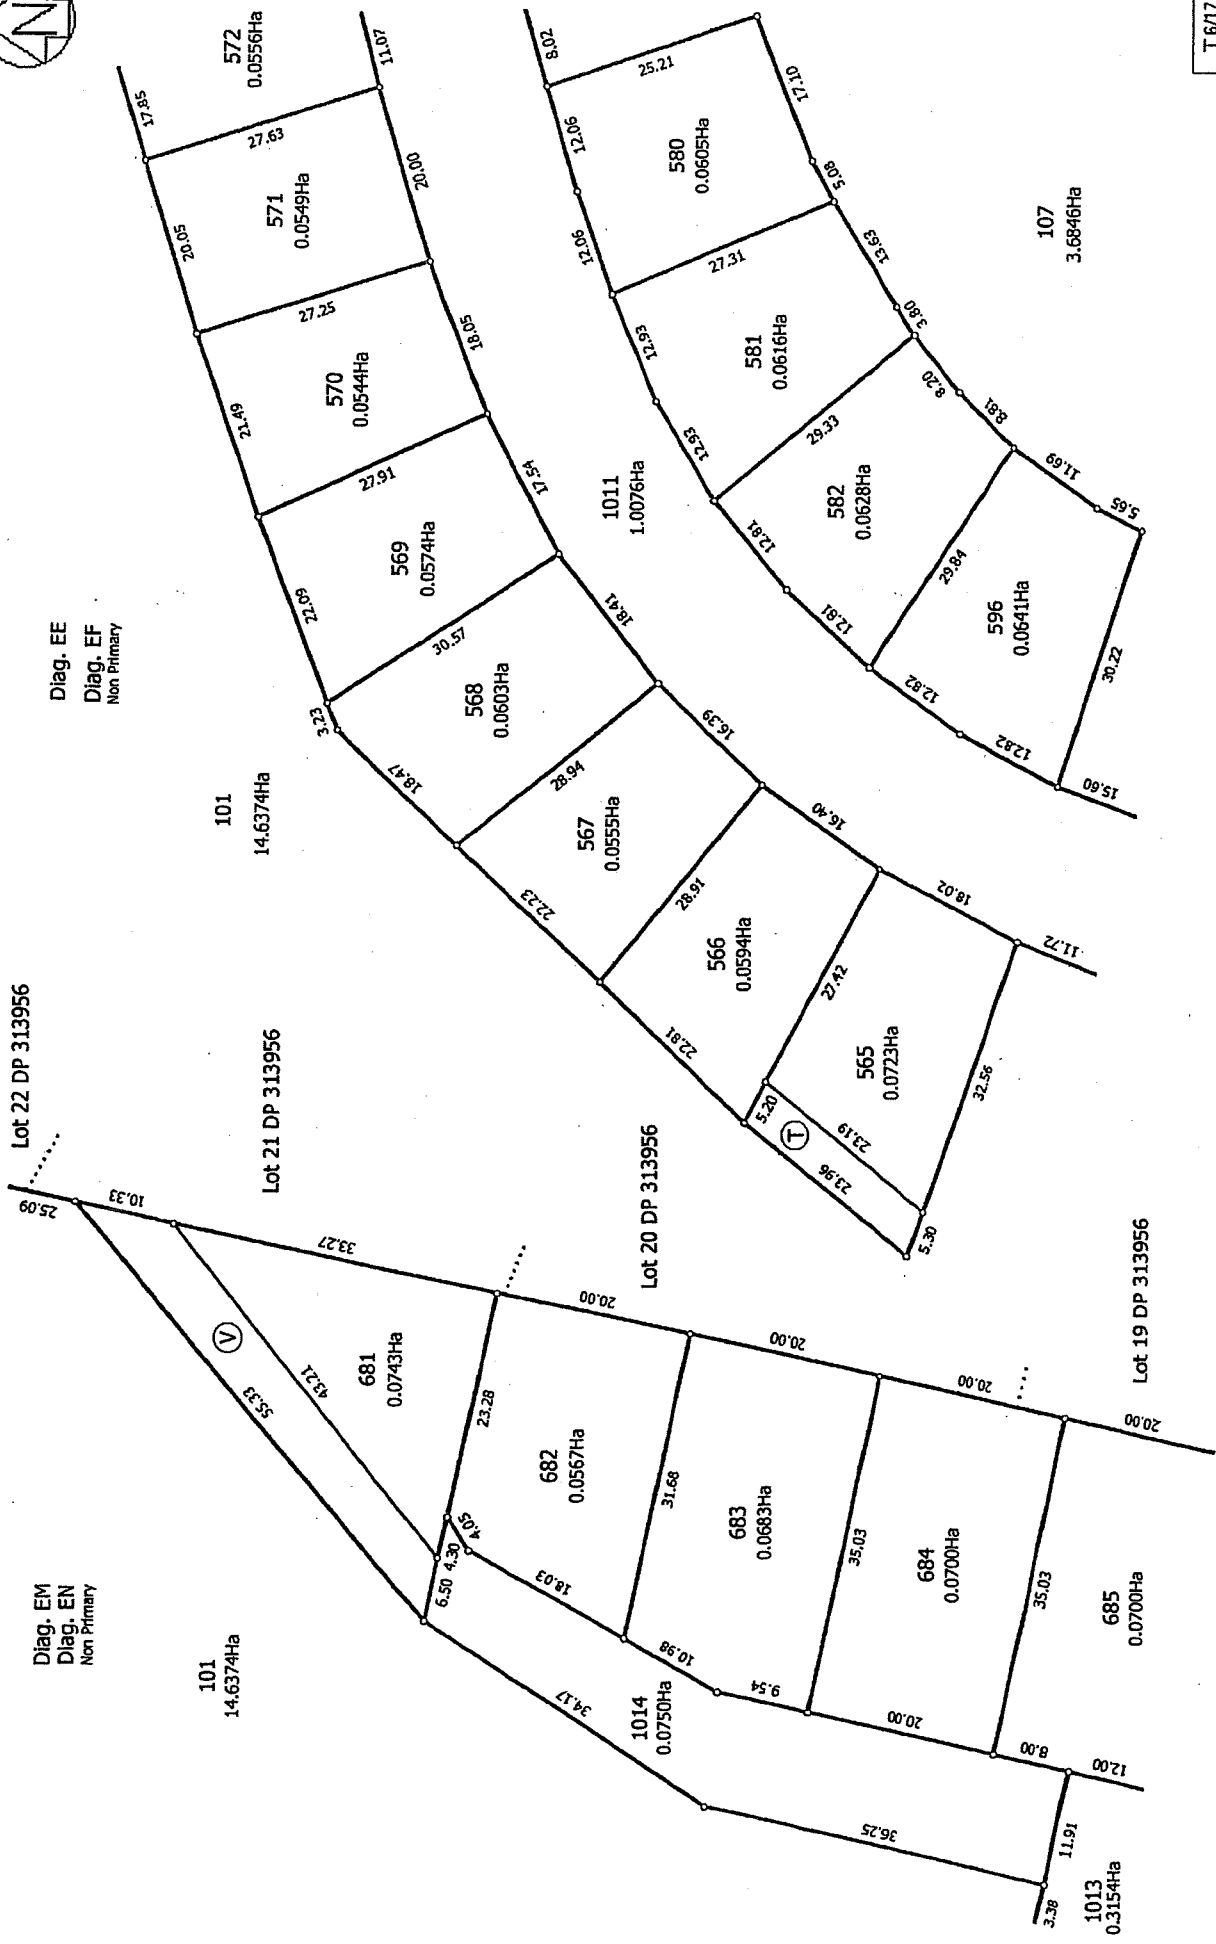 N
T 6/17
Diag. EE
Diag. EF
Non Primary
572
0.0556Ha
17.85
11.07
27.63
571
0.0549Ha
20.05
20.00
27.25
570
0.0544Ha
21.49
18.05
27.91
569
0.0574Ha
22.09
17.54
30.57
568
0.0603Ha
3.23
18.47
18.41
28.94
567
0.0555Ha
22.23
16.39
28.91
566
0.0594Ha
22.81
16.40
27.42
5.20
T
565
0.0723Ha
23.19
23.96
18.02
32.56
5.30
11.72
101
14.6374Ha
1011
1.0076Ha
8.02
25.21
12.06
580
0.0605Ha
17.10
5.08
12.06
27.31
13.63
12.93
581
0.0616Ha
3.80
12.93
29.33
8.20
8.81
12.81
582
0.0628Ha
12.81
29.84
11.69
5.65
12.82
596
0.0641Ha
12.82
30.22
15.60
107
3.6846Ha
Lot 22 DP 313956
Lot 21 DP 313956
Lot 20 DP 313956
Lot 19 DP 313956
Diag. EM
Diag. EN
Non Primary
101
14.6374Ha
25.09
10.33
33.27
V
55.33
43.21
681
0.0743Ha
23.28
20.00
4.05
4.30
6.50
682
0.0567Ha
18.03
31.68
20.00
683
0.0683Ha
10.98
9.54
35.03
20.00
684
0.0700Ha
20.00
35.03
20.00
685
0.0700Ha
8.00
12.00
34.17
1014
0.0750Ha
36.25
11.91
3.38
1013
0.3154Ha